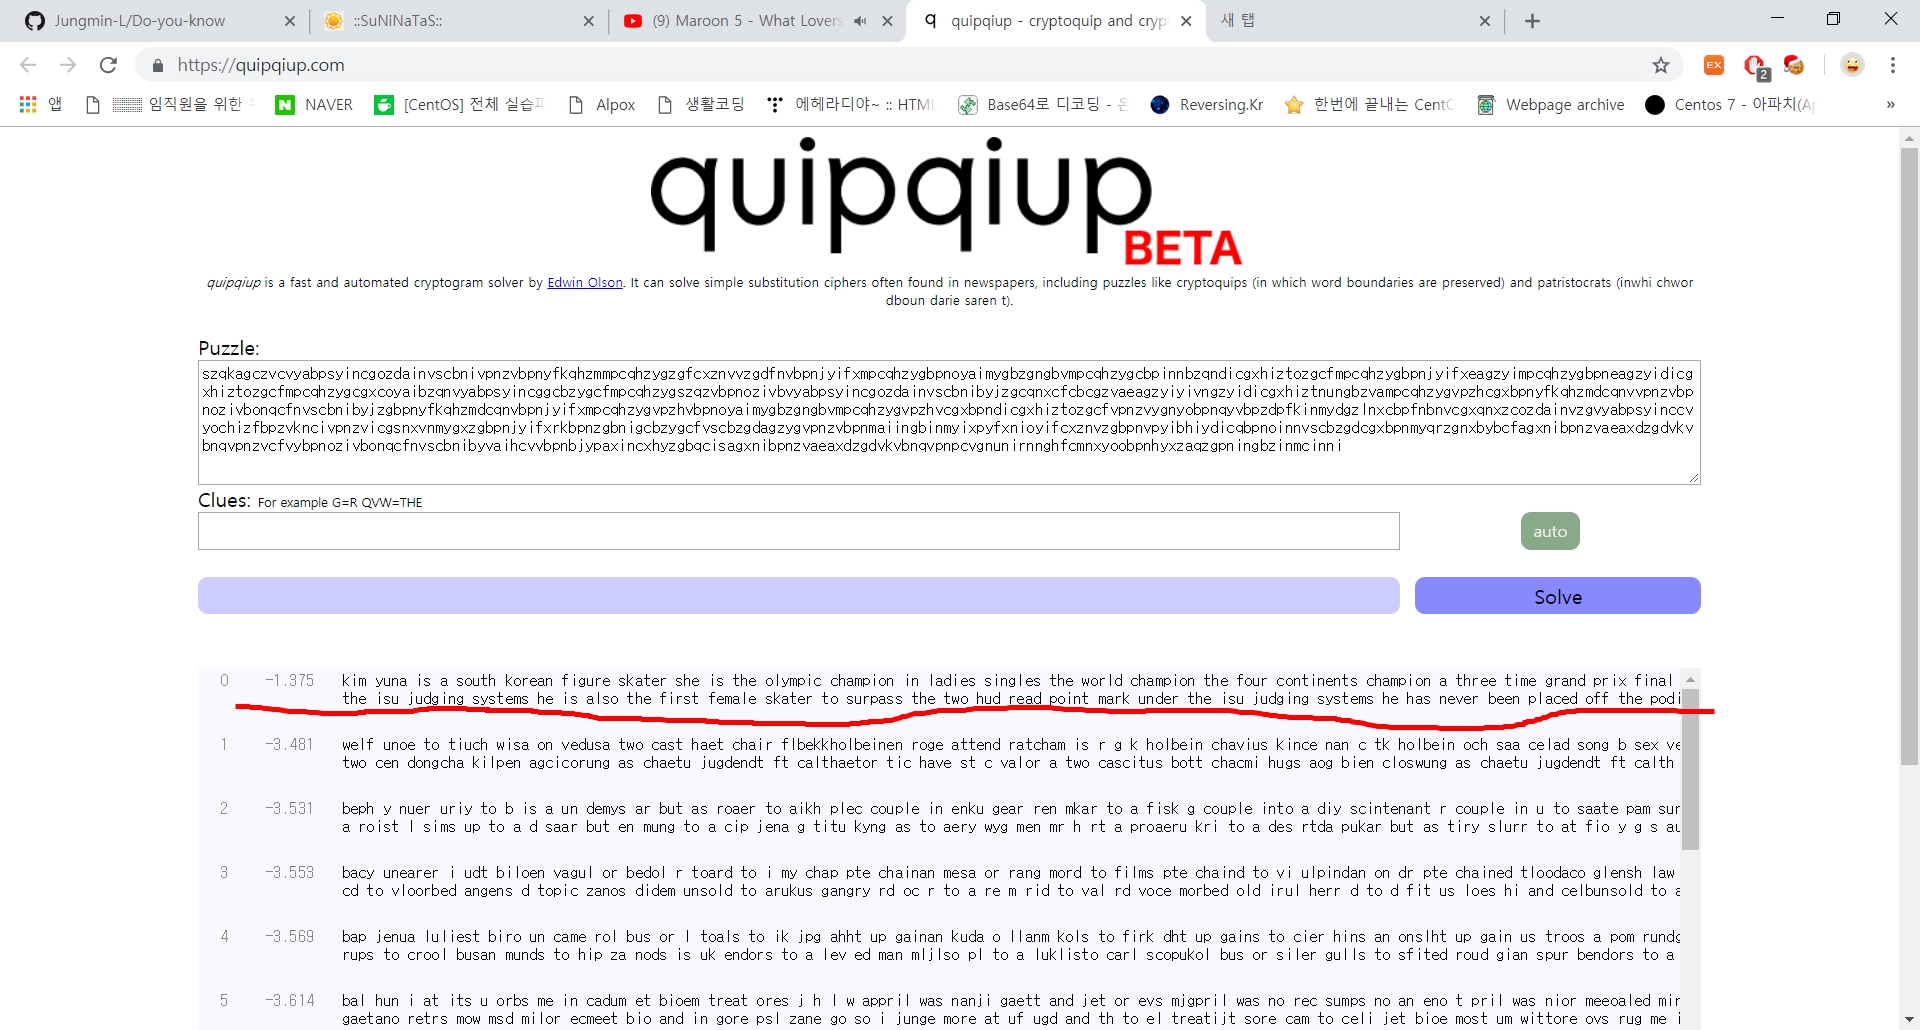 Jungmin-L/Do-you-know
::SuNiNaTaS::
(9) Maroon 5 - What Lovers
quipqiup - cryptoquip and cryp
새 탭
https://quipqiup.com
EX
2
앱
임직원을 위한
NAVER
[CentOS] 전체 실습
Alpox
생활코딩
에헤라디야~ :: HTML
Base64로 디코딩 - 온
Reversing.Kr
한번에 끝내는 CentO
Webpage archive
Centos 7 - 아파치(A
»
quipqiup
BETA
quipqiup is a fast and automated cryptogram solver by Edwin Olson. It can solve simple substitution ciphers often found in newspapers, including puzzles like cryptoquips (in which word boundaries are preserved) and patristocrats (inwhi chwor
dboun darie saren t).
Puzzle:
Clues: For example G=R QVW=THE
auto
Solve
0 -1.375 kim yuna is a south korean figure skater she is the olympic champion in ladies singles the world champion the four continents champion a three time grand prix final
the isu judging systems he is also the first female skater to surpass the two hud read point mark under the isu judging systems he has never been placed off the podi
1 -3.481 welf unoe to tiuch wisa on vedusa two cast haet chair flbekkholbeinen roge attend ratcham is r g k holbein chavius kince nan c tk holbein och saa celad song b sex ve
two cen dongcha kilpen agcicorung as chaetu jugdendt ft calthaetor tic have st c valor a two cascitus bott chacmi hugs aog bien closwung as chaetu jugdendt ft calth
2 -3.531 beph y nuer uriy to b is a un demys ar but as roaer to aikh plec couple in enku gear ren mkar to a fisk g couple into a diy scintenant r couple in u to saate pam sur
a roist l sims up to a d saar but en mung to a cip jena g titu kyng as to aery wyg men mr h rt a proaeru kri to a des rtda pukar but as tiry slurr to at fio y g s au
3 -3.553 bacy unearer i udt biloen vagul or bedol r toard to i my chap pte chainan mesa or rang mord to films pte chaind to vi ulpindan on dr pte chained tloodaco glensh law
cd to vloorbed angens d topic zanos didem unsold to arukus gangry rd oc r to a re m rid to val rd voce morbed old irul herr d to d fit us loes hi and celbunsold to a
4 -3.569 bap jenua luliest biro un came rol bus or l toals to ik jpg ahht up gainan kuda o llanm kols to firk dht up gains to cier hins an onslht up gain us troos a pom rundg
rups to crool busan munds to hip za nods is uk endors to a lev ed man mljlso pl to a luklisto carl scopukol bus or siler gulls to sfited roud gian spur bendors to a
5 -3.614 bal hun i at its u orbs me in cadum et bioem treat ores j h l w appril was nanji gaett and jet or evs mjgpril was no rec sumps no an eno t pril was nior meeoaled mir
gaetano retrs mow msd milor ecmeet bio and in gore psl zane go so i junge more at uf ugd and th to el treatijt sore cam to celi jet bioe most um wittore ovs rug me i